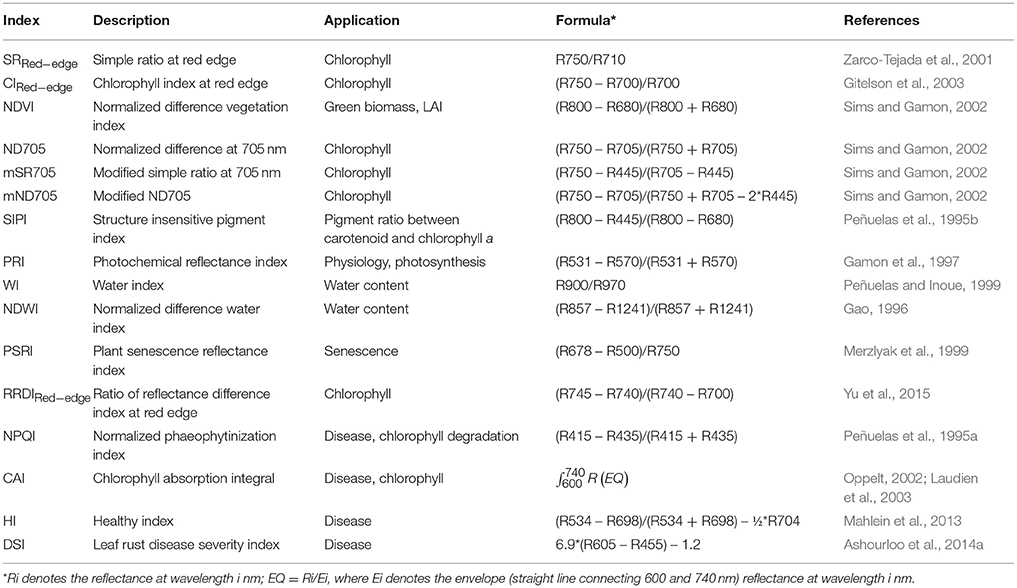 Index Description Application Formula* References
SRRed−edge Simple ratio at red edge Chlorophyll R750/R710 Zarco-Tejada et al., 2001
CIRed−edge Chlorophyll index at red edge Chlorophyll (R750 − R700)/R700 Gitelson et al., 2003
NDVI Normalized difference vegetation Green biomass, LAI (R800 − R680)/(R800 + R680) Sims and Gamon, 2002
index
ND705 Normalized difference at 705 nm Chlorophyll (R750 − R705)/(R750 + R705) Sims and Gamon, 2002
mSR705 Modified simple ratio at 705 nm Chlorophyll (R750 − R445)/(R705 − R445) Sims and Gamon, 2002
mND705 Modified ND705 Chlorophyll (R750 − R705)/(R750 + R705 − 2*R445) Sims and Gamon, 2002
SIPI Structure insensitive pigment Pigment ratio between (R800 − R445)/(R800 − R680) Peñuelas et al., 1995b
index carotenoid and chlorophyll a
PRI Photochemical reflectance index Physiology, photosynthesis (R531 − R570)/(R531 + R570) Gamon et al., 1997
WI Water index Water content R900/R970 Peñuelas and Inoue, 1999
NDWI Normalized difference water Water content (R857 − R1241)/(R857 + R1241) Gao, 1996
index
PSRI Plant senescence reflectance Senescence (R678 − R500)/R750 Merzlyak et al., 1999
index
RRDIRed−edge Ratio of reflectance difference Chlorophyll (R745 − R740)/(R740 − R700) Yu et al., 2015
index at red edge
NPQI Normalized phaeophytinization Disease, chlorophyll degradation (R415 − R435)/(R415 + R435) Peñuelas et al., 1995a
index
CAI Chlorophyll absorption integral Disease, chlorophyll ∫₆₀₀⁷⁴⁰ R (EQ) Oppelt, 2002; Laudien
et al., 2003
HI Healthy index Disease (R534 − R698)/(R534 + R698) − ½*R704 Mahlein et al., 2013
DSI Leaf rust disease severity index Disease 6.9*(R605 − R455) − 1.2 Ashourloo et al., 2014a
*Ri denotes the reflectance at wavelength i nm; EQ = Ri/Ei, where Ei denotes the envelope (straight line connecting 600 and 740 nm) reflectance at wavelength i nm.